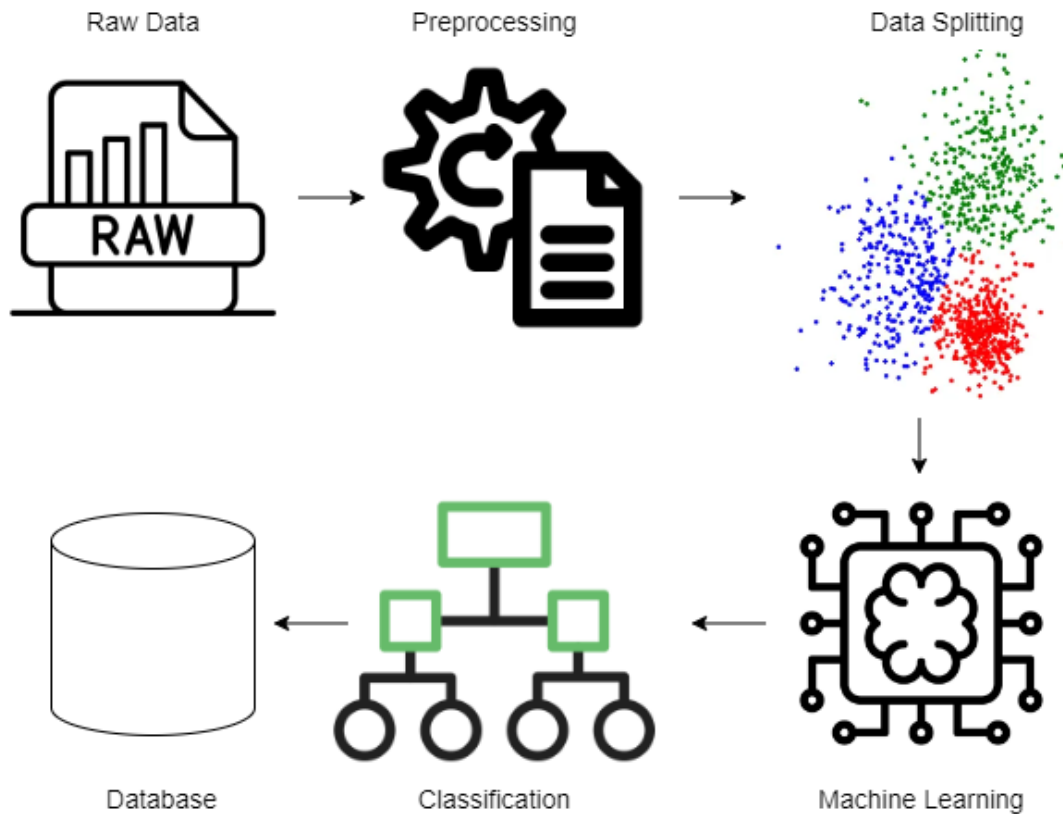 Raw Data
Preprocessing
Data Splitting
RAW
Database
Classification
Machine Learning